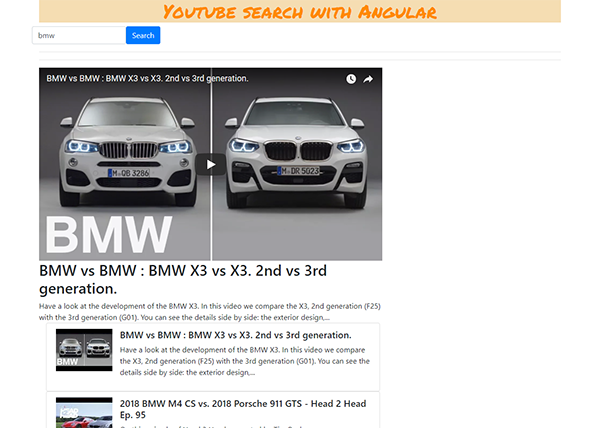 Youtube search with Angular
bmw Search
BMW vs BMW : BMW X3 vs X3. 2nd vs 3rd generation.
M·QB 3286 M·DR 5023
BMW
BMW vs BMW : BMW X3 vs X3. 2nd vs 3rd
generation.
Have a look at the development of the BMW X3. In this video we compare the X3, 2nd generation (F25)
with the 3rd generation (G01). You can see the details side by side: the exterior design,...
BMW vs BMW : BMW X3 vs X3. 2nd vs 3rd generation.
Have a look at the development of the BMW X3. In this video we compare
the X3, 2nd generation (F25) with the 3rd generation (G01). You can see the
details side by side: the exterior design,...
BMW
2018 BMW M4 CS vs. 2018 Porsche 911 GTS - Head 2 Head
Ep. 95